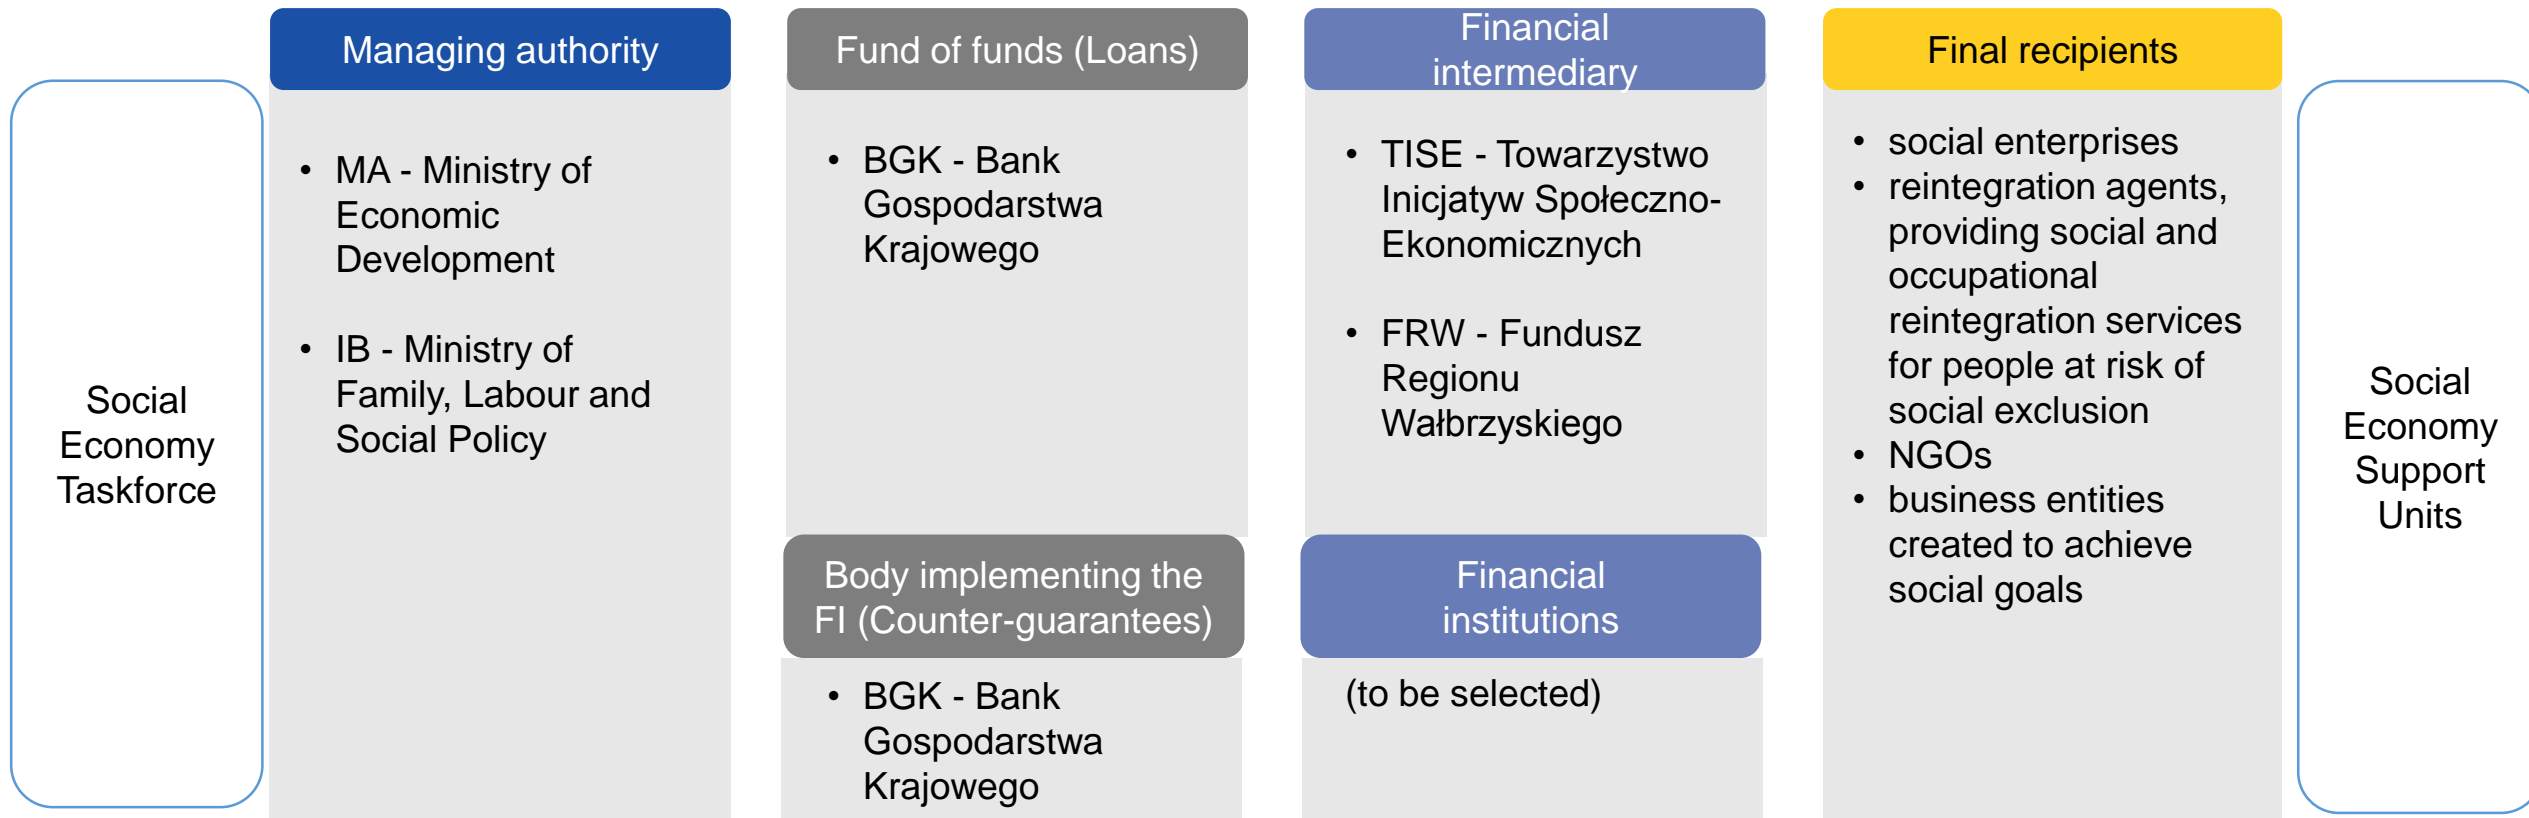 Social
Economy
Taskforce
Managing authority
• MA - Ministry of
Economic
Development
• IB - Ministry of
Family, Labour and
Social Policy
Fund of funds (Loans)
• BGK - Bank
Gospodarstwa
Krajowego
Body implementing the
FI (Counter-guarantees)
• BGK - Bank
Gospodarstwa
Krajowego
Financial
intermediary
• TISE - Towarzystwo
Inicjatyw Społeczno-
Ekonomicznych
• FRW - Fundusz
Regionu
Wałbrzyskiego
Financial
institutions
(to be selected)
Final recipients
• social enterprises
• reintegration agents,
providing social and
occupational
reintegration services
for people at risk of
social exclusion
• NGOs
• business entities
created to achieve
social goals
Social
Economy
Support
Units